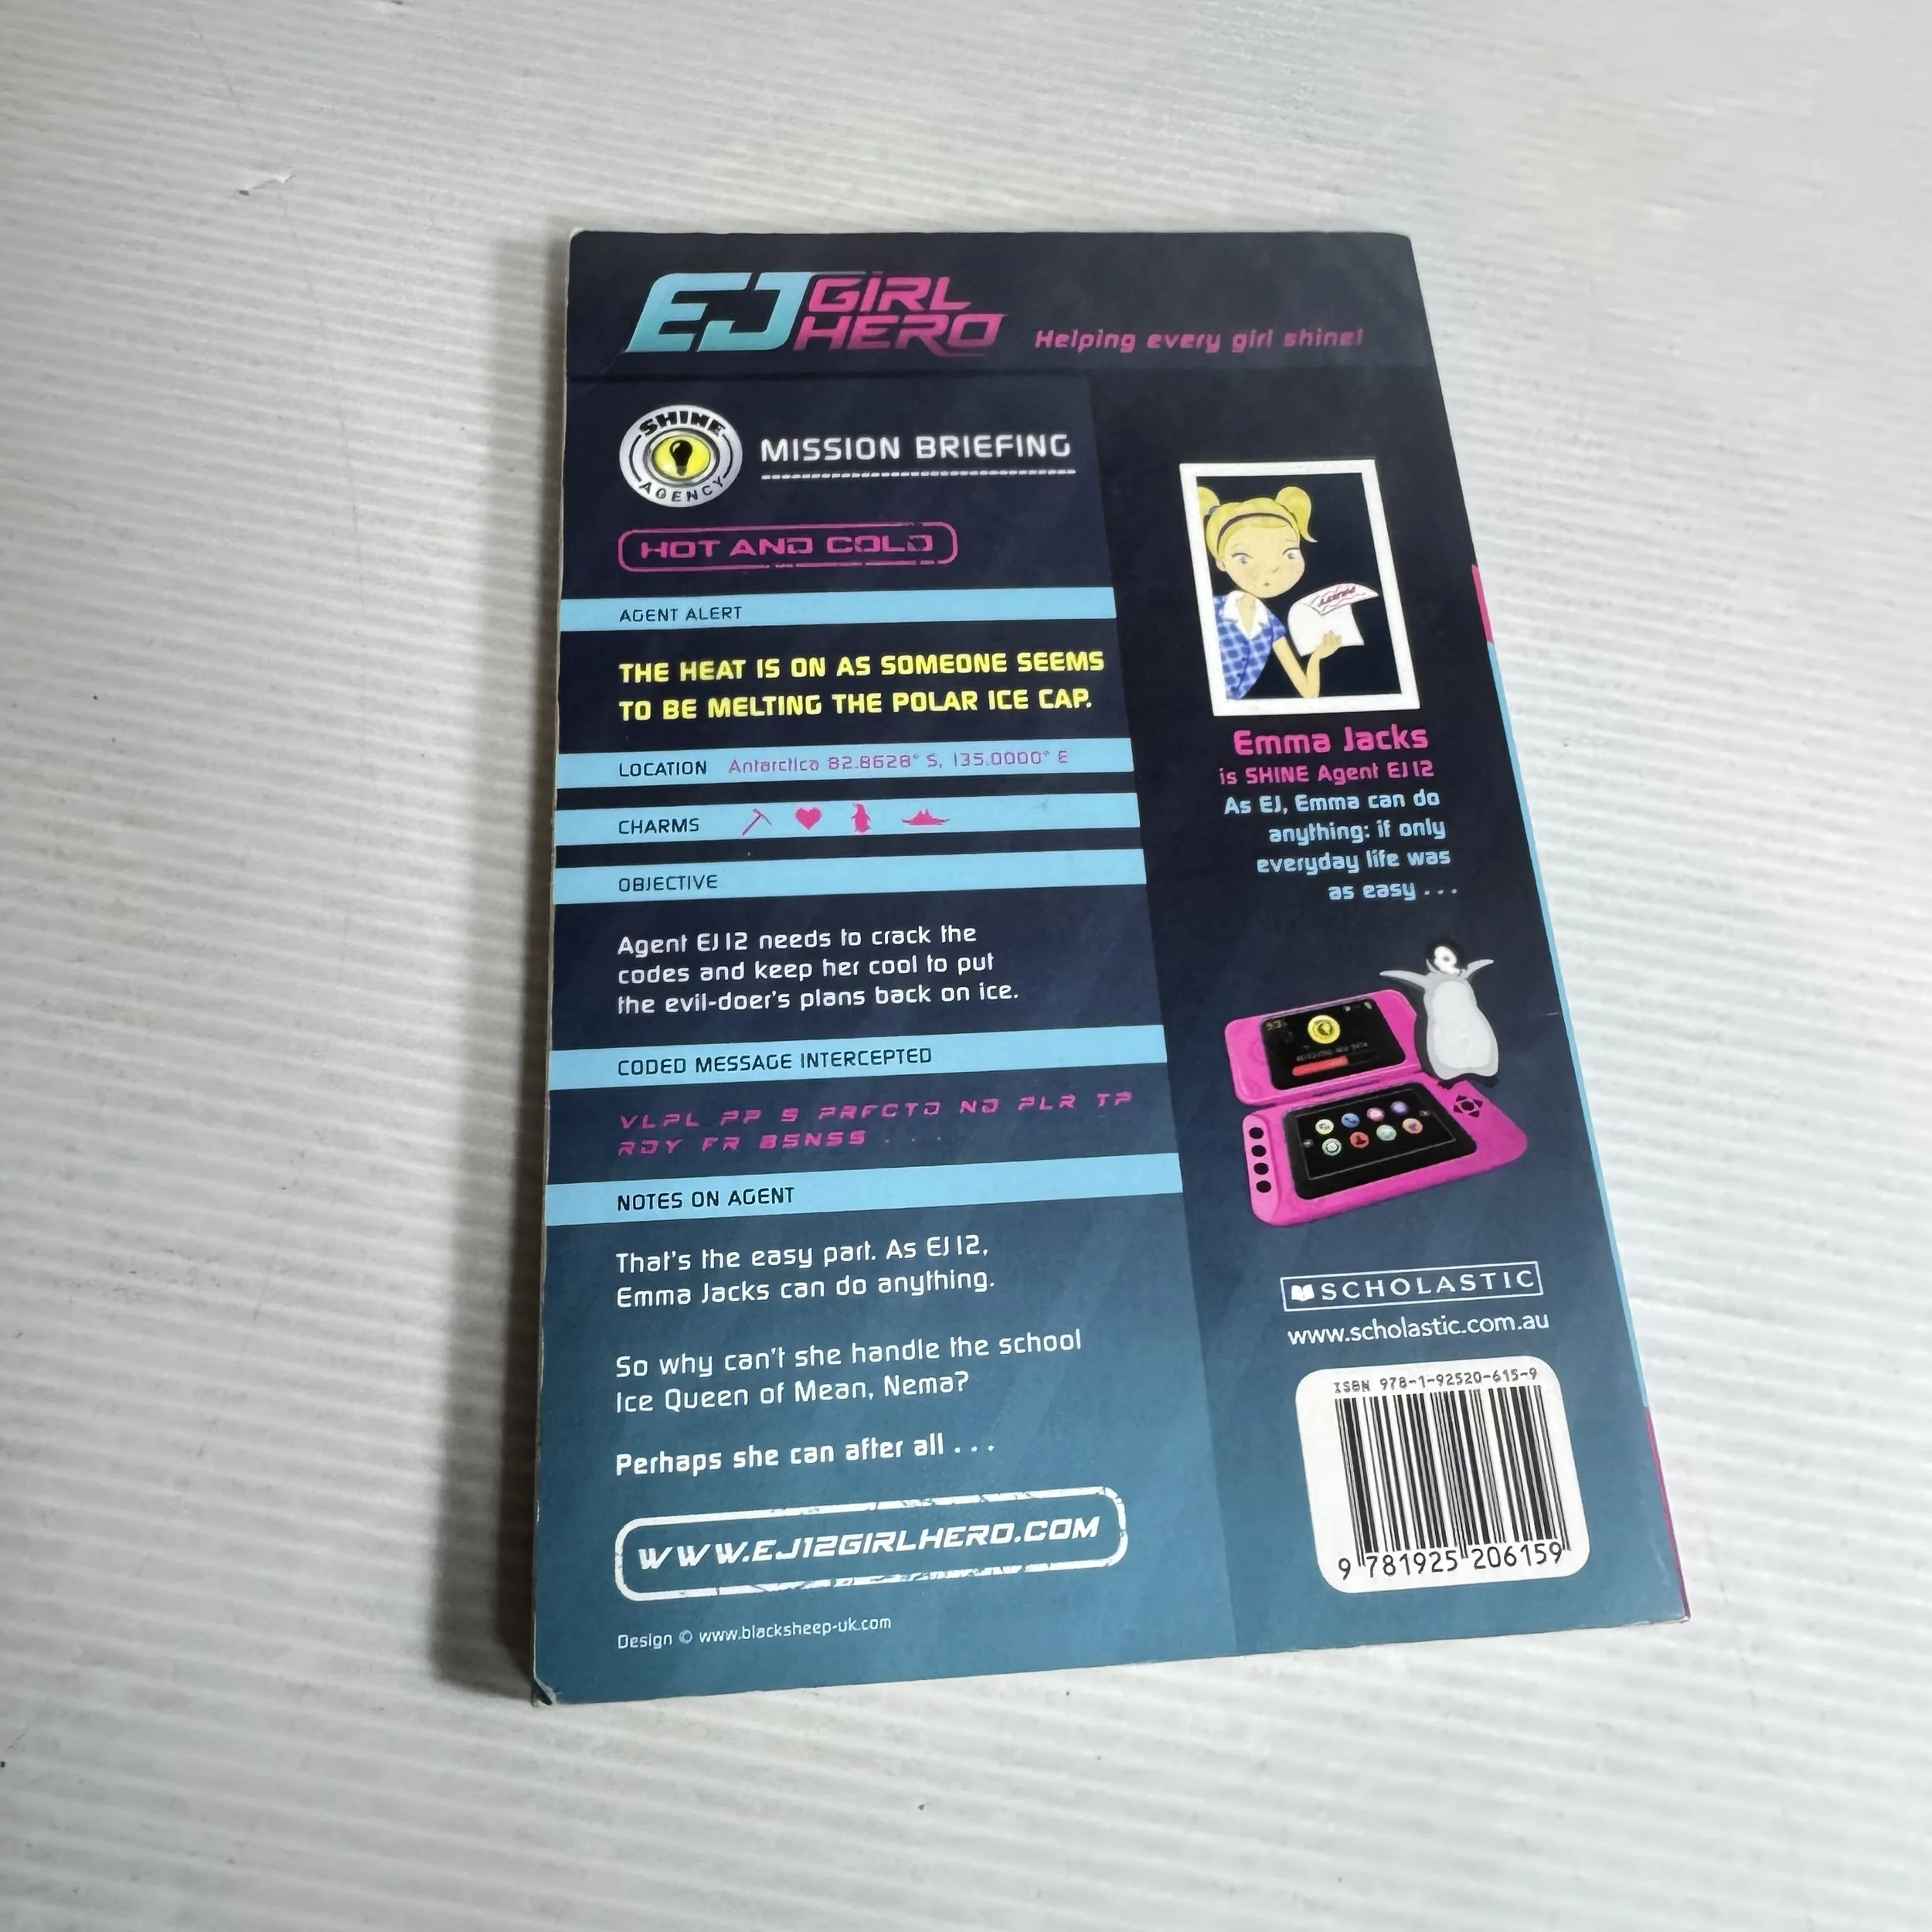 EJ GIRL
HERO
Helping every girl shine!
SHINE
AGENCY
MISSION BRIEFING
HOT AND COLD
AGENT ALERT
THE HEAT IS ON AS SOMEONE SEEMS
TO BE MELTING THE POLAR ICE CAP.
LOCATION Antarctica 82.8628° S, 135.0000° E
CHARMS
OBJECTIVE
Agent EJ12 needs to crack the
codes and keep her cool to put
the evil-doer's plans back on ice.
CODED MESSAGE INTERCEPTED
VLPL PP S PRFCTD ND PLR TP
RDY FR BSNSS . . .
NOTES ON AGENT
That's the easy part. As EJ12,
Emma Jacks can do anything.
So why can't she handle the school
Ice Queen of Mean, Nema?
Perhaps she can after all . . .
WWW.EJ12GIRLHERO.COM
Design © www.blacksheep-uk.com
Emma Jacks
is SHINE Agent EJ12
As EJ, Emma can do
anything: if only
everyday life was
as easy . . .
SCHOLASTIC
www.scholastic.com.au
ISBN 978-1-92520-615-9
9 781925 206159